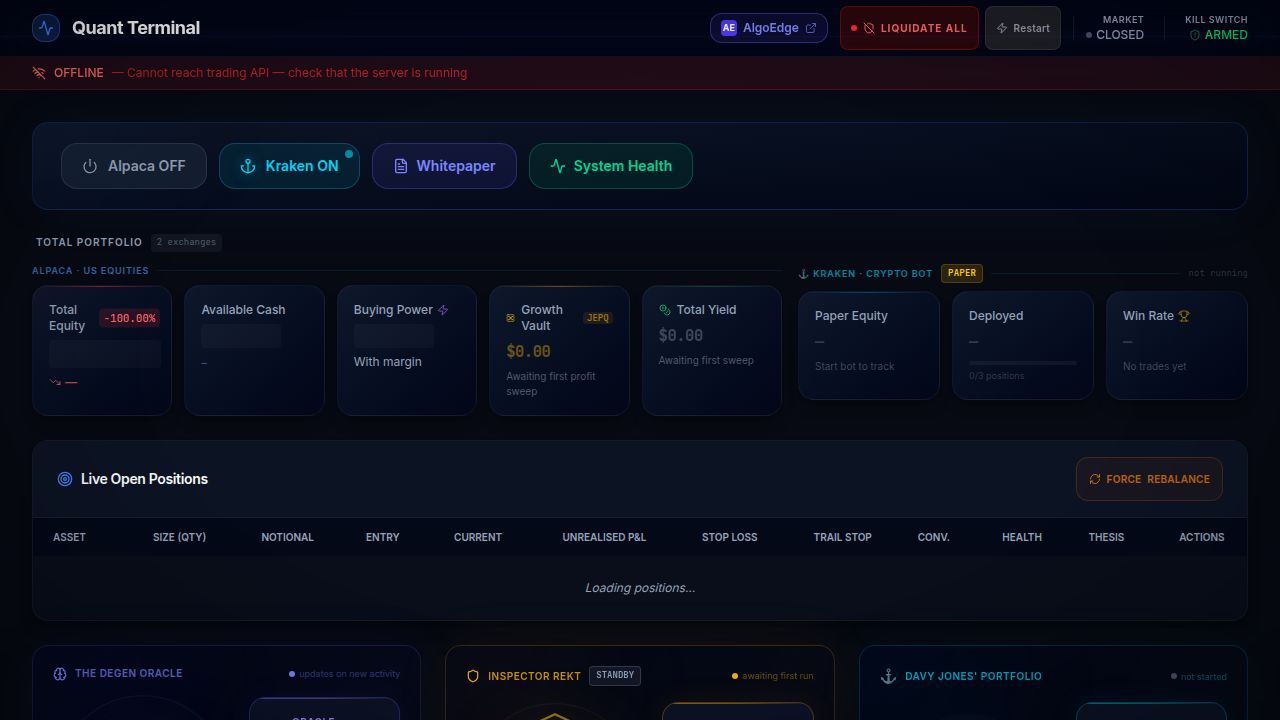 Quant Terminal
AE AlgoEdge
LIQUIDATE ALL
Restart
MARKET
CLOSED
KILL SWITCH
ARMED
OFFLINE — Cannot reach trading API — check that the server is running
Alpaca OFF
Kraken ON
Whitepaper
System Health
TOTAL PORTFOLIO 2 exchanges
ALPACA · US EQUITIES
KRAKEN · CRYPTO BOT PAPER
not running
Total Equity
-100.00%
—
Available Cash
–
Buying Power
With margin
Growth Vault
JEPQ
$0.00
Awaiting first profit sweep
Total Yield
$0.00
Awaiting first sweep
Paper Equity
—
Start bot to track
Deployed
—
0/3 positions
Win Rate
—
No trades yet
Live Open Positions
FORCE REBALANCE
ASSET SIZE (QTY) NOTIONAL ENTRY CURRENT UNREALISED P&L STOP LOSS TRAIL STOP CONV. HEALTH THESIS ACTIONS
Loading positions...
THE DEGEN ORACLE
updates on new activity
ORACLE
INSPECTOR REKT STANDBY
awaiting first run
DAVY JONES' PORTFOLIO
not started